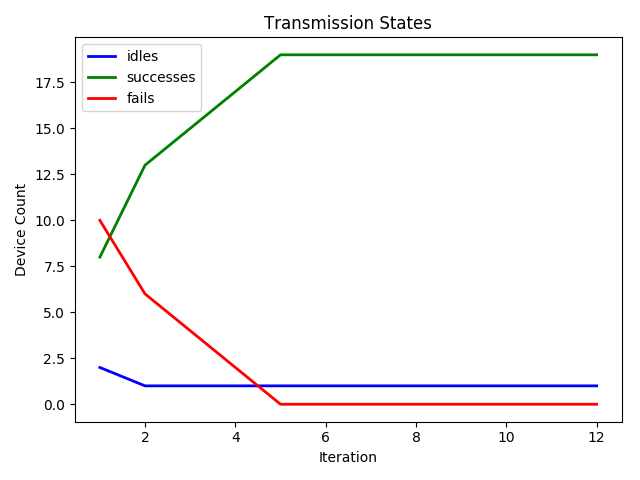 Transmission States
idles
successes
fails
17.5
15.0
12.5
10.0
7.5
5.0
2.5
0.0
Device Count
2 4 6 8 10 12
Iteration